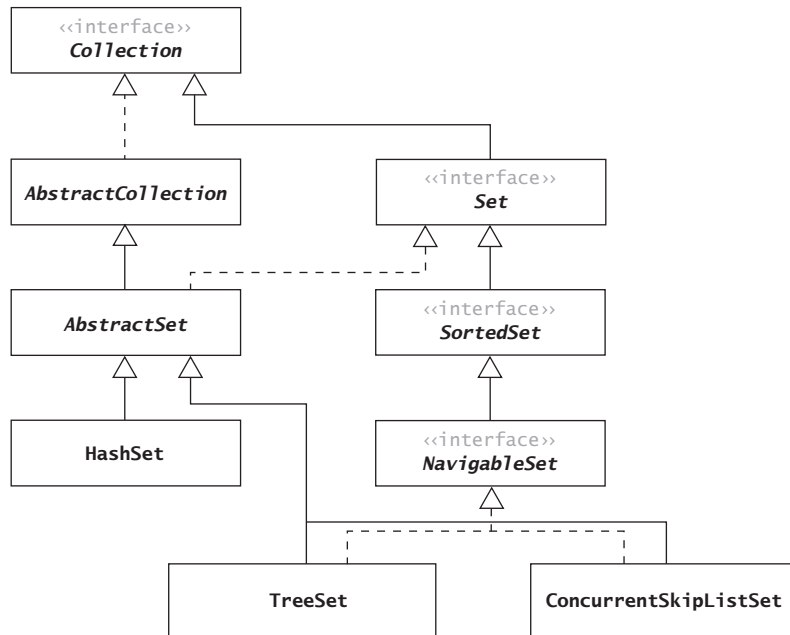 ‹‹interface››
Collection
AbstractCollection
‹‹interface››
Set
AbstractSet
‹‹interface››
SortedSet
HashSet
‹‹interface››
NavigableSet
TreeSet
ConcurrentSkipListSet